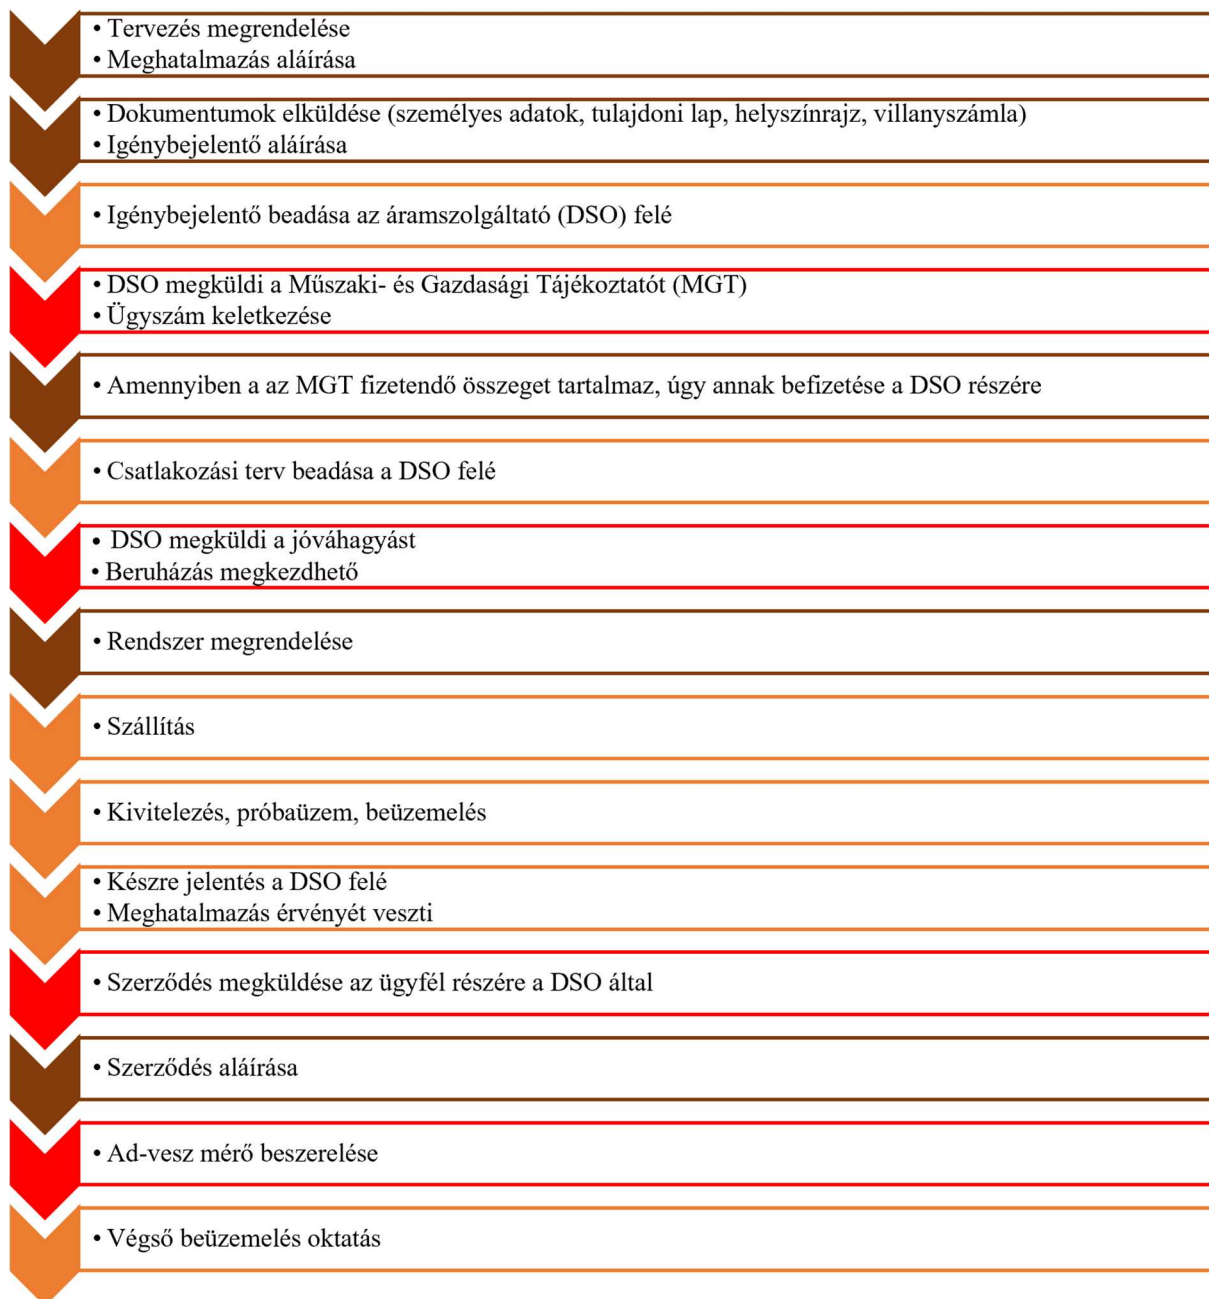 • Tervezés megrendelése
• Meghatalmazás aláírása
• Dokumentumok elküldése (személyes adatok, tulajdoni lap, helyszínrajz, villanyszámla)
• Igénybejelentő aláírása
• Igénybejelentő beadása az áramszolgáltató (DSO) felé
• DSO megküldi a Műszaki- és Gazdasági Tájékoztatót (MGT)
• Ügyszám keletkezése
• Amennyiben a az MGT fizetendő összeget tartalmaz, úgy annak befizetése a DSO részére
• Csatlakozási terv beadása a DSO felé
• DSO megküldi a jóváhagyást
• Beruházás megkezdhető
• Rendszer megrendelése
• Szállítás
• Kivitelezés, próbaüzem, beüzemelés
• Készre jelentés a DSO felé
• Meghatalmazás érvényét veszti
• Szerződés megküldése az ügyfél részére a DSO által
• Szerződés aláírása
• Ad-vesz mérő beszerelése
• Végső beüzemelés oktatás